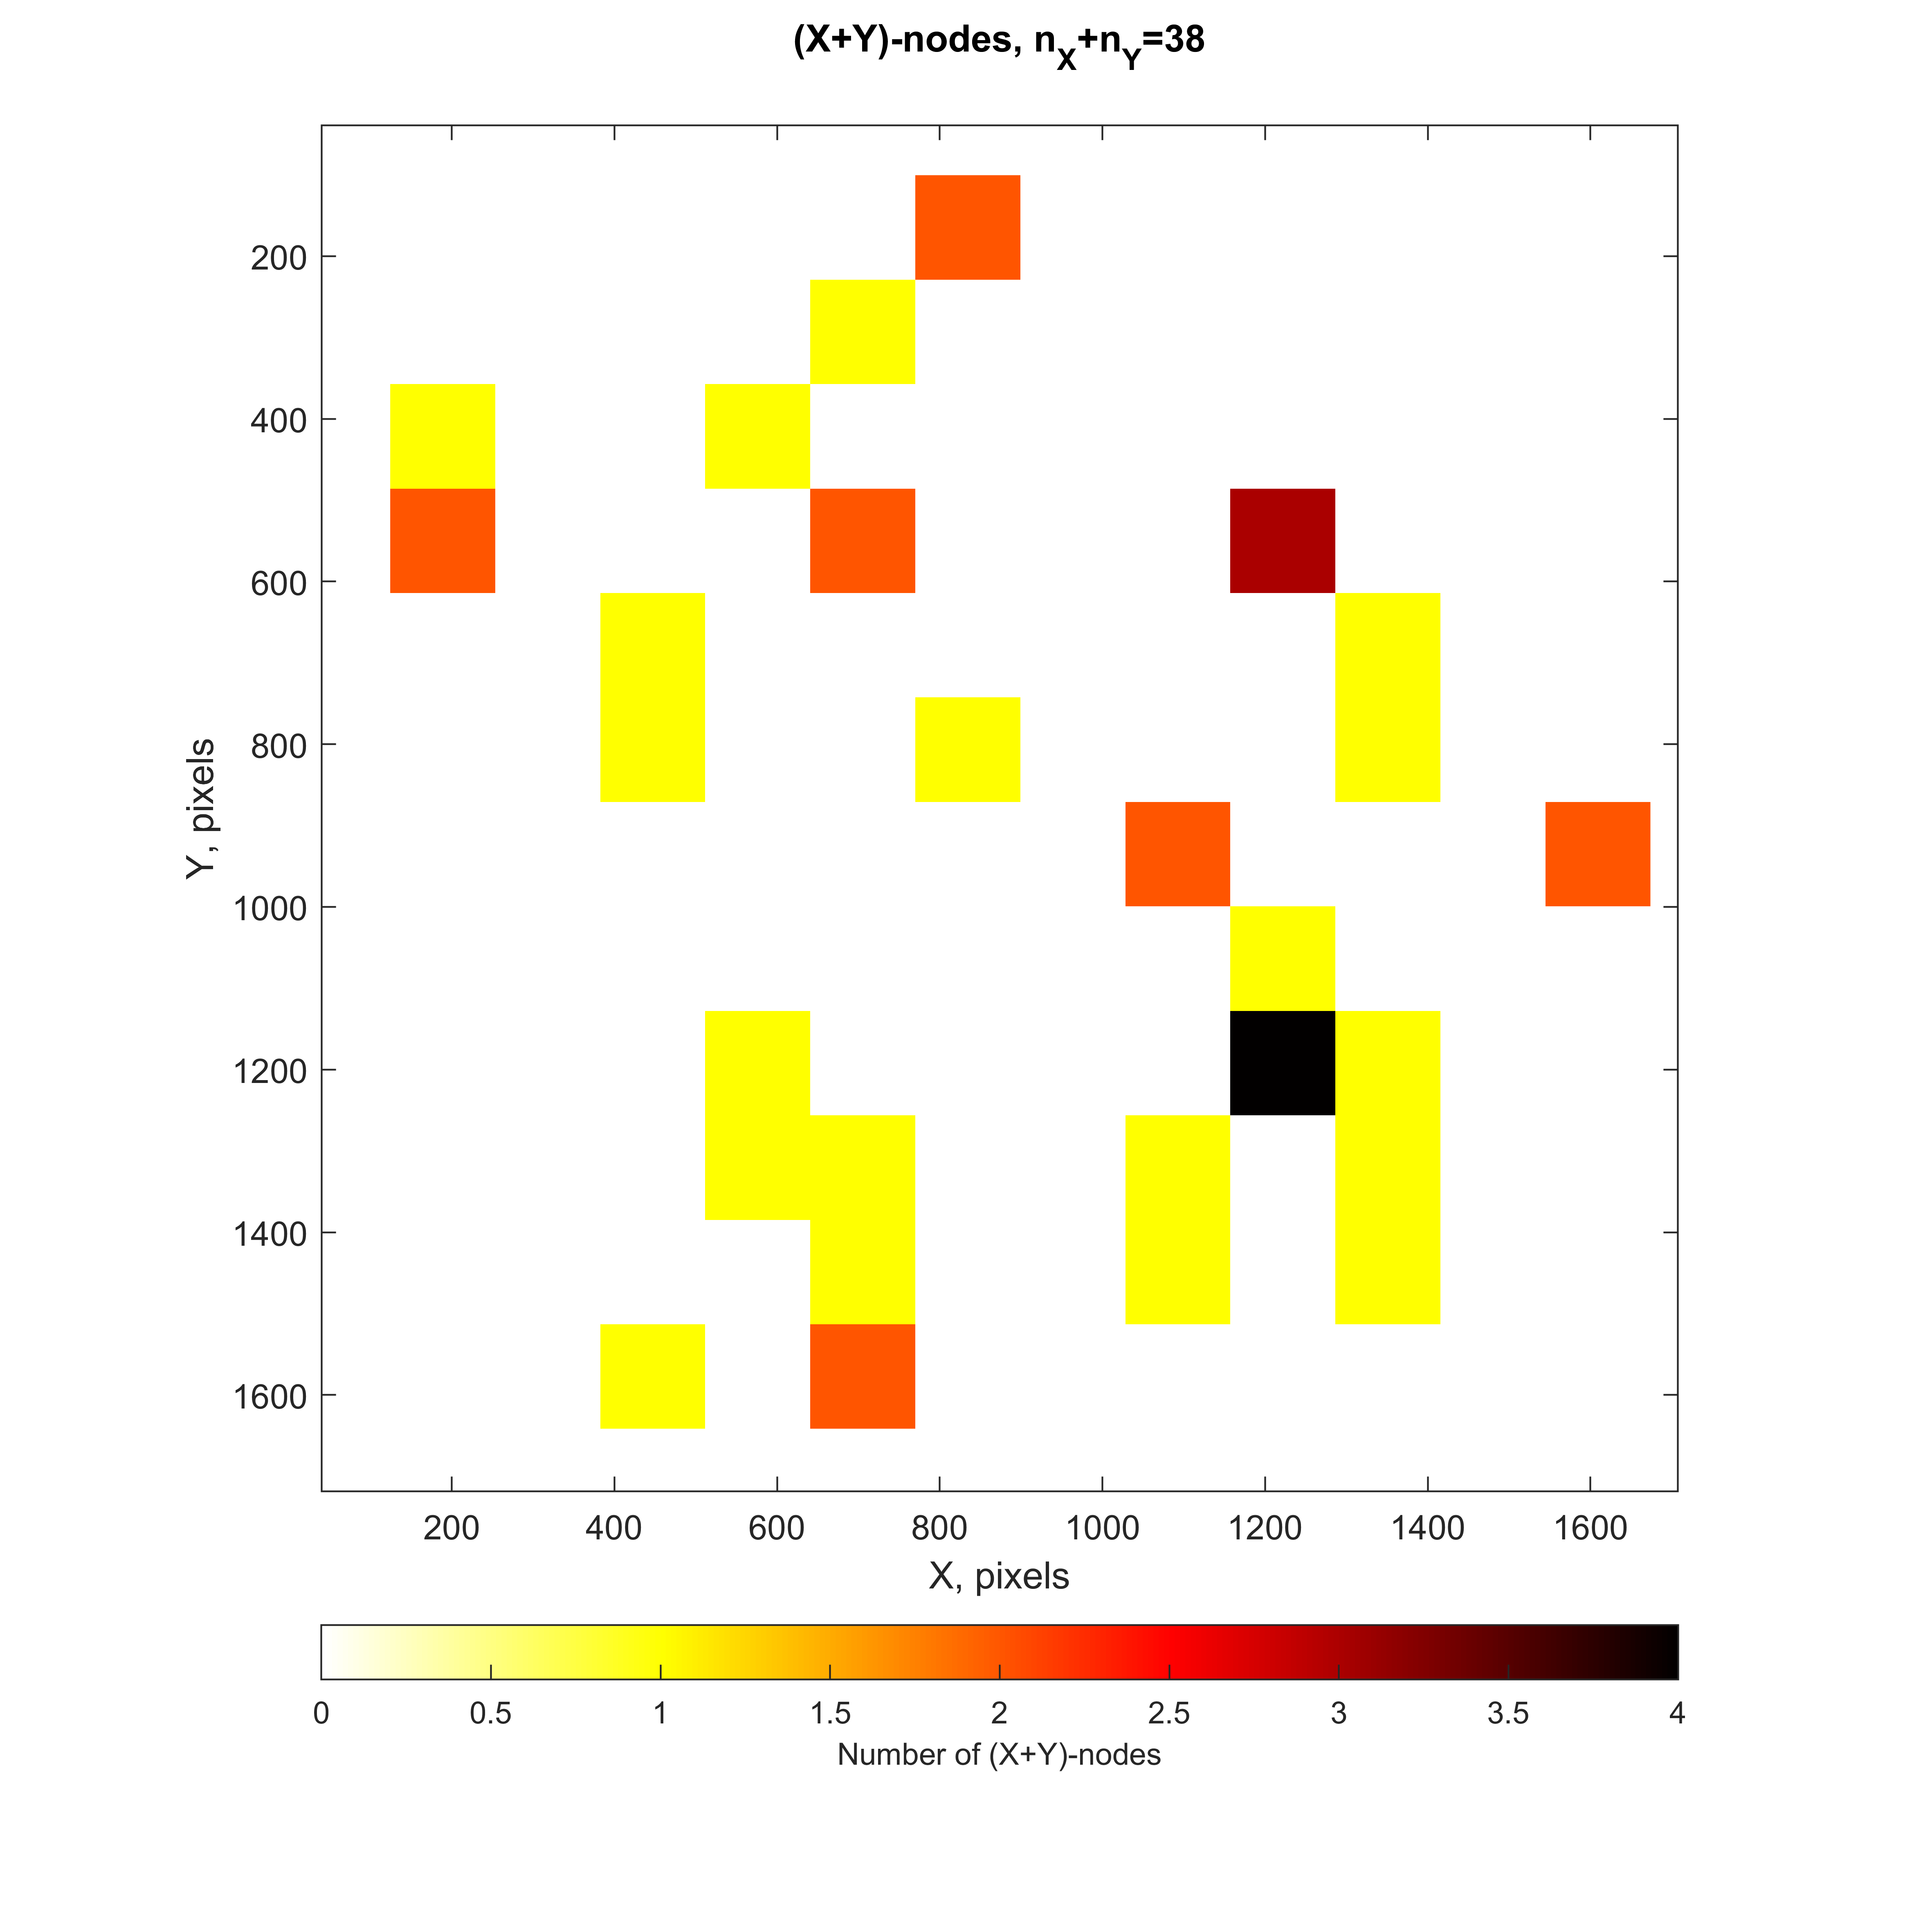 (X+Y)-nodes, nX+nY=38
200
400
600
800
1000
1200
1400
1600
Y, pixels
200 400 600 800 1000 1200 1400 1600
X, pixels
0 0.5 1 1.5 2 2.5 3 3.5 4
Number of (X+Y)-nodes